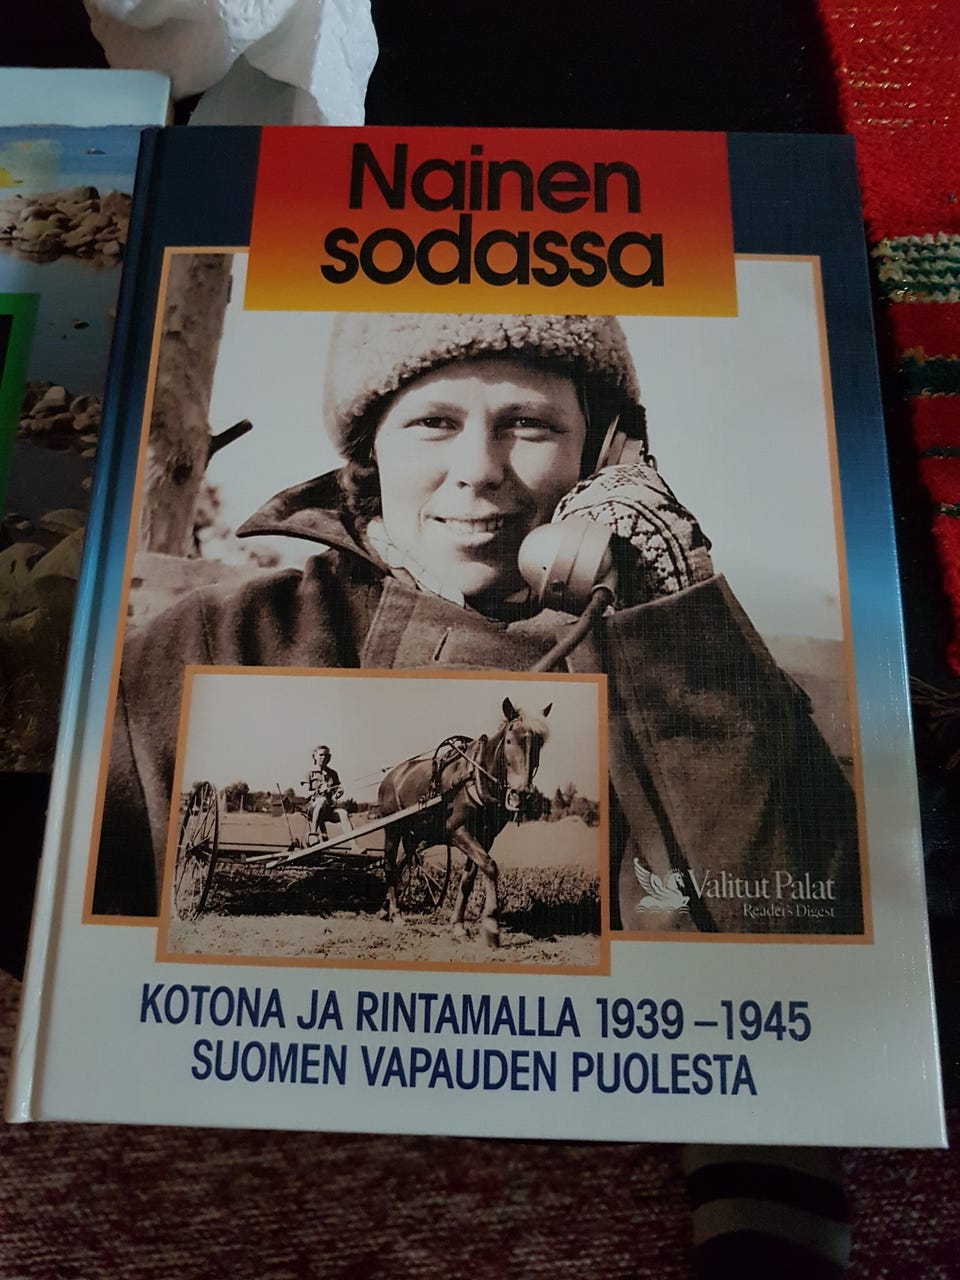 Nainen
sodassa
Valitut Palat
Reader's Digest
KOTONA JA RINTAMALLA 1939–1945
SUOMEN VAPAUDEN PUOLESTA